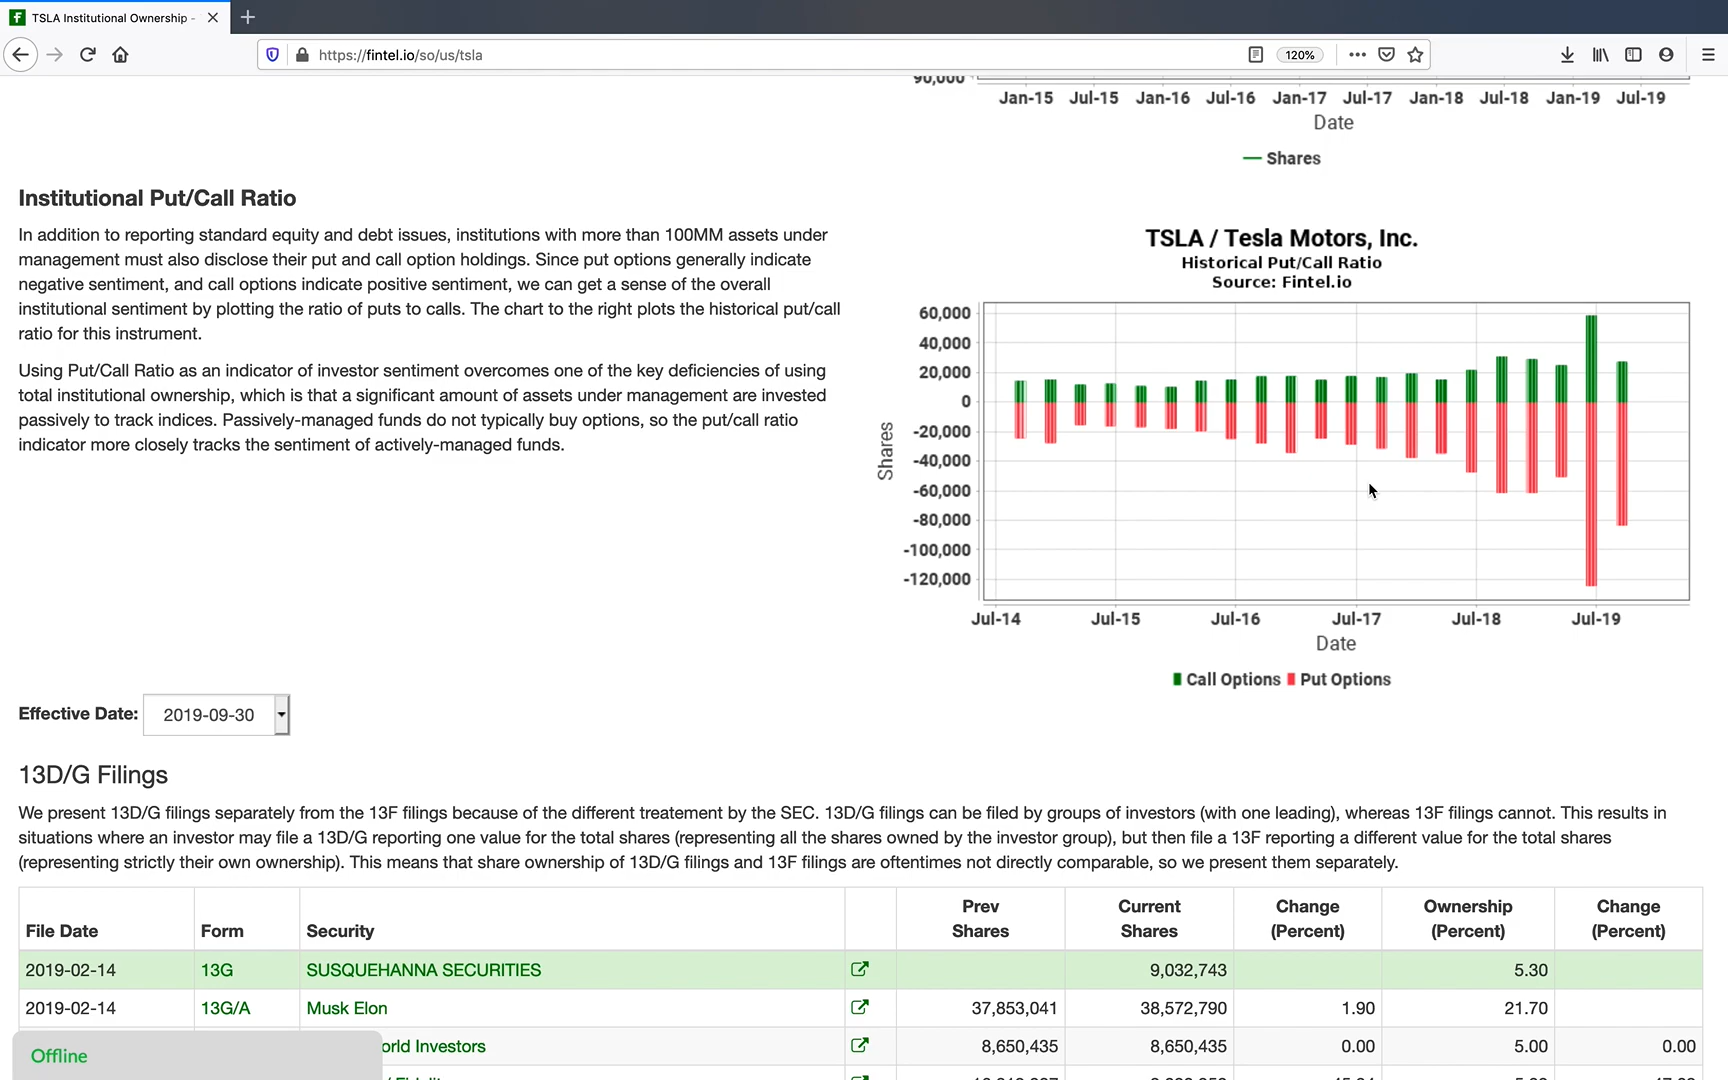 TSLA Institutional Ownership -
https://fintel.io/so/us/tsla
120%
90,000
Jan-15 Jul-15 Jan-16 Jul-16 Jan-17 Jul-17 Jan-18 Jul-18 Jan-19 Jul-19
Date
Shares
Institutional Put/Call Ratio
In addition to reporting standard equity and debt issues, institutions with more than 100MM assets under
management must also disclose their put and call option holdings. Since put options generally indicate
negative sentiment, and call options indicate positive sentiment, we can get a sense of the overall
institutional sentiment by plotting the ratio of puts to calls. The chart to the right plots the historical put/call
ratio for this instrument.
Using Put/Call Ratio as an indicator of investor sentiment overcomes one of the key deficiencies of using
total institutional ownership, which is that a significant amount of assets under management are invested
passively to track indices. Passively-managed funds do not typically buy options, so the put/call ratio
indicator more closely tracks the sentiment of actively-managed funds.
TSLA / Tesla Motors, Inc.
Historical Put/Call Ratio
Source: Fintel.io
60,000
40,000
20,000
0
-20,000
-40,000
-60,000
-80,000
-100,000
-120,000
Shares
Jul-14 Jul-15 Jul-16 Jul-17 Jul-18 Jul-19
Date
Call Options Put Options
Effective Date: 2019-09-30
13D/G Filings
We present 13D/G filings separately from the 13F filings because of the different treatement by the SEC. 13D/G filings can be filed by groups of investors (with one leading), whereas 13F filings cannot. This results in
situations where an investor may file a 13D/G reporting one value for the total shares (representing all the shares owned by the investor group), but then file a 13F reporting a different value for the total shares
(representing strictly their own ownership). This means that share ownership of 13D/G filings and 13F filings are oftentimes not directly comparable, so we present them separately.
File Date Form Security Prev Shares Current Shares Change (Percent) Ownership (Percent) Change (Percent)
2019-02-14 13G SUSQUEHANNA SECURITIES 9,032,743 5.30
2019-02-14 13G/A Musk Elon 37,853,041 38,572,790 1.90 21.70
orld Investors 8,650,435 8,650,435 0.00 5.00 0.00
Offline